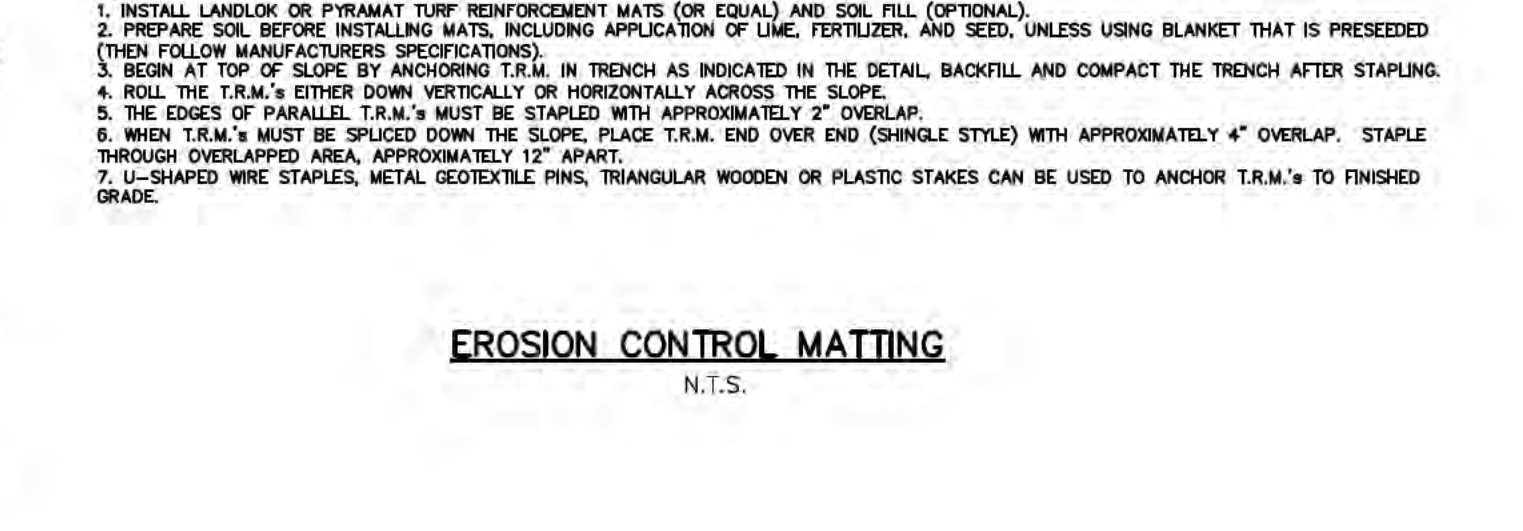 1. INSTALL LANDLOK OR PYRAMAT TURF REINFORCEMENT MATS (OR EQUAL) AND SOIL FILL (OPTIONAL).
2. PREPARE SOIL BEFORE INSTALLING MATS, INCLUDING APPLICATION OF LIME, FERTILIZER, AND SEED, UNLESS USING BLANKET THAT IS PRESEEDED
(THEN FOLLOW MANUFACTURERS SPECIFICATIONS).
3. BEGIN AT TOP OF SLOPE BY ANCHORING T.R.M. IN TRENCH AS INDICATED IN THE DETAIL, BACKFILL AND COMPACT THE TRENCH AFTER STAPLING.
4. ROLL THE T.R.M.'s EITHER DOWN VERTICALLY OR HORIZONTALLY ACROSS THE SLOPE.
5. THE EDGES OF PARALLEL T.R.M.'s MUST BE STAPLED WITH APPROXIMATELY 2" OVERLAP.
6. WHEN T.R.M.'s MUST BE SPLICED DOWN THE SLOPE, PLACE T.R.M. END OVER END (SHINGLE STYLE) WITH APPROXIMATELY 4" OVERLAP. STAPLE
THROUGH OVERLAPPED AREA, APPROXIMATELY 12" APART.
7. U-SHAPED WIRE STAPLES, METAL GEOTEXTILE PINS, TRIANGULAR WOODEN OR PLASTIC STAKES CAN BE USED TO ANCHOR T.R.M.'s TO FINISHED
GRADE.
EROSION CONTROL MATTING
N.T.S.